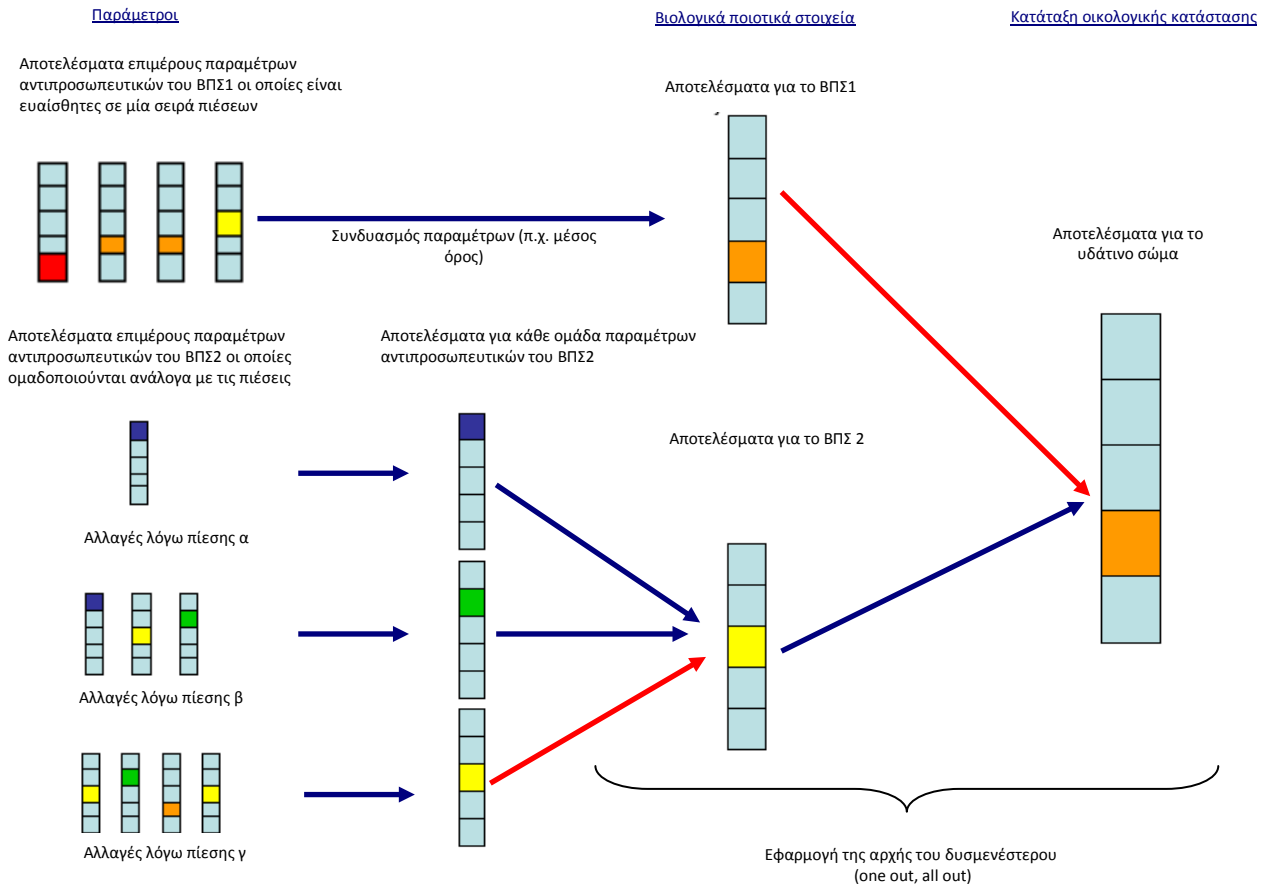 Παράμετροι
Βιολογικά ποιοτικά στοιχεία
Κατάταξη οικολογικής κατάστασης
Αποτελέσματα επιμέρους παραμέτρων
αντιπροσωπευτικών του ΒΠΣ1 οι οποίες είναι
ευαίσθητες σε μία σειρά πιέσεων
Αποτελέσματα για το ΒΠΣ1
Συνδυασμός παραμέτρων (π.χ. μέσος
όρος)
Αποτελέσματα για το
υδάτινο σώμα
Αποτελέσματα επιμέρους παραμέτρων
αντιπροσωπευτικών του ΒΠΣ2 οι οποίες
ομαδοποιούνται ανάλογα με τις πιέσεις
Αποτελέσματα για κάθε ομάδα παραμέτρων
αντιπροσωπευτικών του ΒΠΣ2
Αποτελέσματα για το ΒΠΣ 2
Αλλαγές λόγω πίεσης α
Αλλαγές λόγω πίεσης β
Αλλαγές λόγω πίεσης γ
Εφαρμογή της αρχής του δυσμενέστερου
(one out, all out)